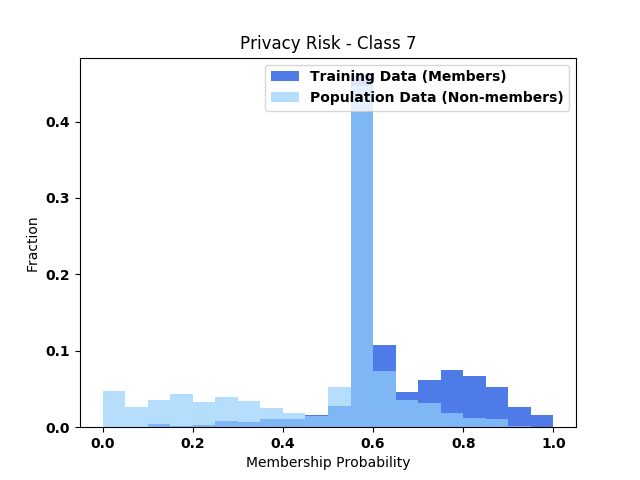 Privacy Risk - Class 7
Training Data (Members)
Population Data (Non-members)
0.4
0.3
0.2
0.1
0.0
Fraction
0.0 0.2 0.4 0.6 0.8 1.0
Membership Probability